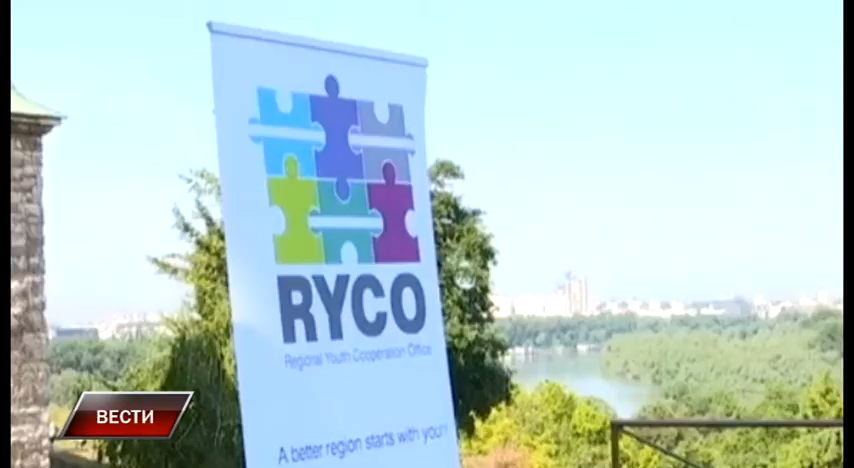 RYCO
Regional Youth Cooperation Office
A better region starts with you!
ВЕСТИ